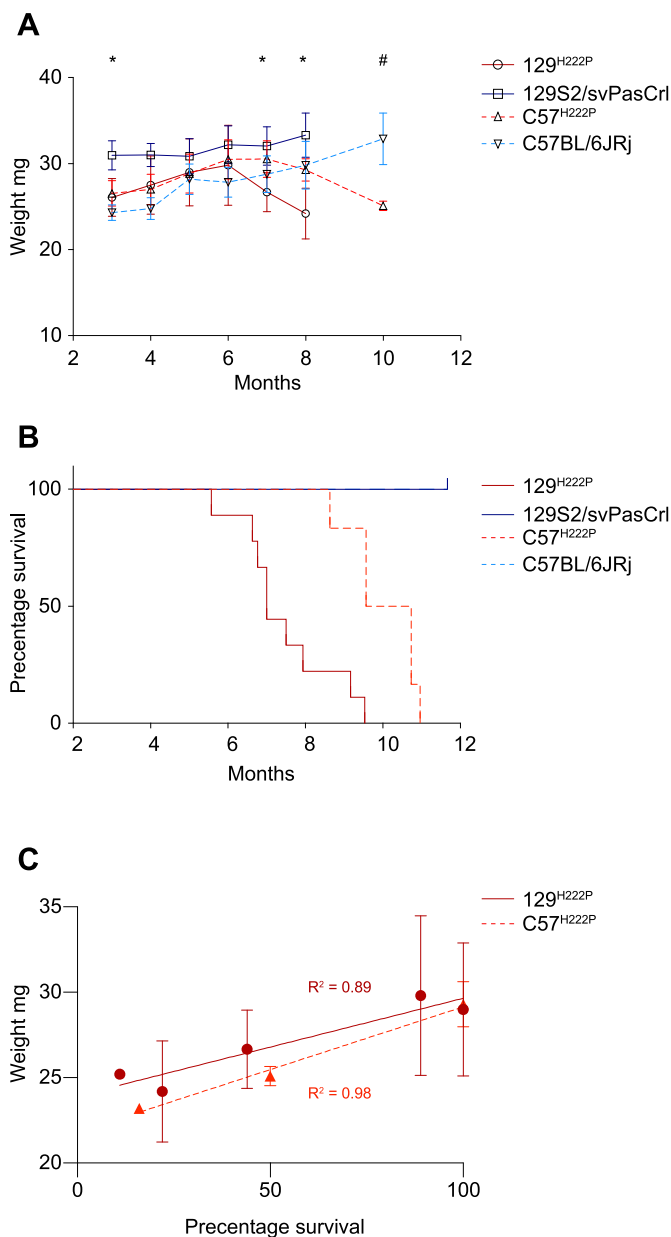 A
* * * #
40
30
20
10
Weight mg
2 4 6 8 10 12
Months
129H222P
129S2/svPasCrl
C57H222P
C57BL/6JRj
B
100
50
0
Precentage survival
2 4 6 8 10 12
Months
129H222P
129S2/svPasCrl
C57H222P
C57BL/6JRj
C
35
30
25
20
Weight mg
R2 = 0.89
R2 = 0.98
0 50 100
Precentage survival
129H222P
C57H222P